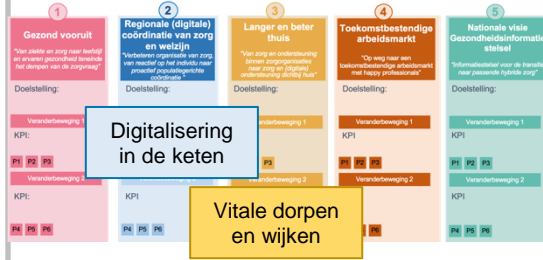 1
Gezond vooruit
"Van ziekte en zorg naar leefstijl
en ervaren gezondheid teneinde
het dempen van de zorgvraag"
Doelstelling:
Veranderbeweging 1
KPI:
P1 P2 P3
Veranderbeweging 2
KPI:
P4 P5 P6
2
Regionale (digitale)
coördinatie van zorg
en welzijn
"Verbeteren organisatie van zorg,
van reactief op het individu naar
proactief populatiegerichte
coördinatie"
Doelstelling:
P4 P5 P6
3
Langer en beter
thuis
"Van zorg en ondersteuning
binnen zorgorganisaties
naar zorg en (digitale)
ondersteuning dichtbij huis"
Doelstelling:
Veranderbeweging 1
P3
Veranderbeweging 2
4
Toekomstbestendige
arbeidsmarkt
"Op weg naar een
toekomstbestendige arbeidsmarkt
met happy professionals"
Doelstelling:
Veranderbeweging 1
KPI
P1 P2 P3
Veranderbeweging 2
KPI
P6
5
Nationale visie
Gezondheidsinformatie
stelsel
"Informatiestelsel voor de transitie
naar passende hybride zorg"
Doelstelling:
Veranderbeweging 1
KPI
P1 P2 P3
Veranderbeweging 2
KPI
P4 P5 P6
Digitalisering
in de keten
Vitale dorpen
en wijken